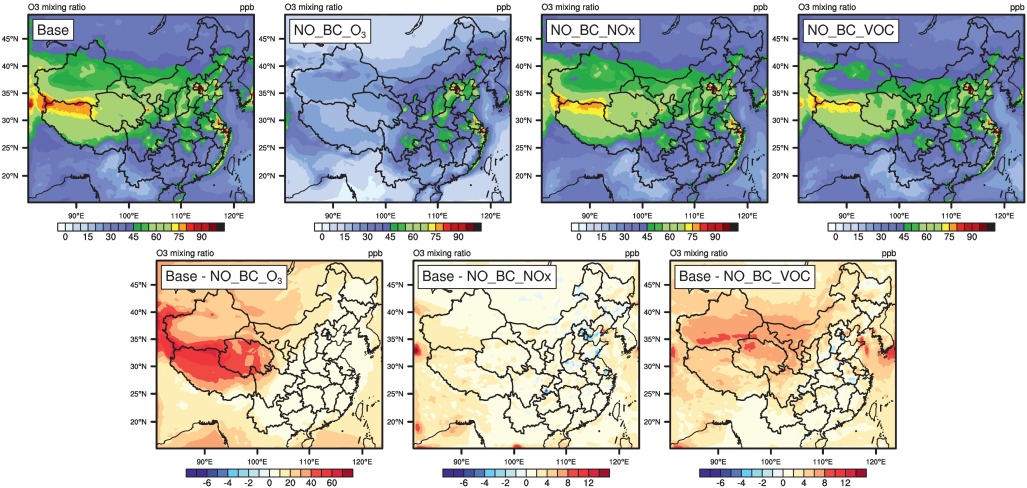 O3 mixing ratio ppb O3 mixing ratio ppb O3 mixing ratio ppb O3 mixing ratio ppb
Base NO_BC_O₃ NO_BC_NOx NO_BC_VOC
45°N 45°N 45°N 45°N
40°N 40°N 40°N 40°N
35°N 35°N 35°N 35°N
30°N 30°N 30°N 30°N
25°N 25°N 25°N 25°N
20°N 20°N 20°N 20°N
90°E 100°E 110°E 120°E 90°E 100°E 110°E 120°E 90°E 100°E 110°E 120°E 90°E 100°E 110°E 120°E
0 15 30 45 60 75 90 0 15 30 45 60 75 90 0 15 30 45 60 75 90 0 15 30 45 60 75 90
O3 mixing ratio ppb O3 mixing ratio ppb O3 mixing ratio ppb
Base - NO_BC_O₃ Base - NO_BC_NOx Base - NO_BC_VOC
45°N 45°N 45°N
40°N 40°N 40°N
35°N 35°N 35°N
30°N 30°N 30°N
25°N 25°N 25°N
20°N 20°N 20°N
90°E 100°E 110°E 120°E 90°E 100°E 110°E 120°E 90°E 100°E 110°E 120°E
-6 -4 -2 0 20 40 60 -6 -4 -2 0 4 8 12 -6 -4 -2 0 4 8 12